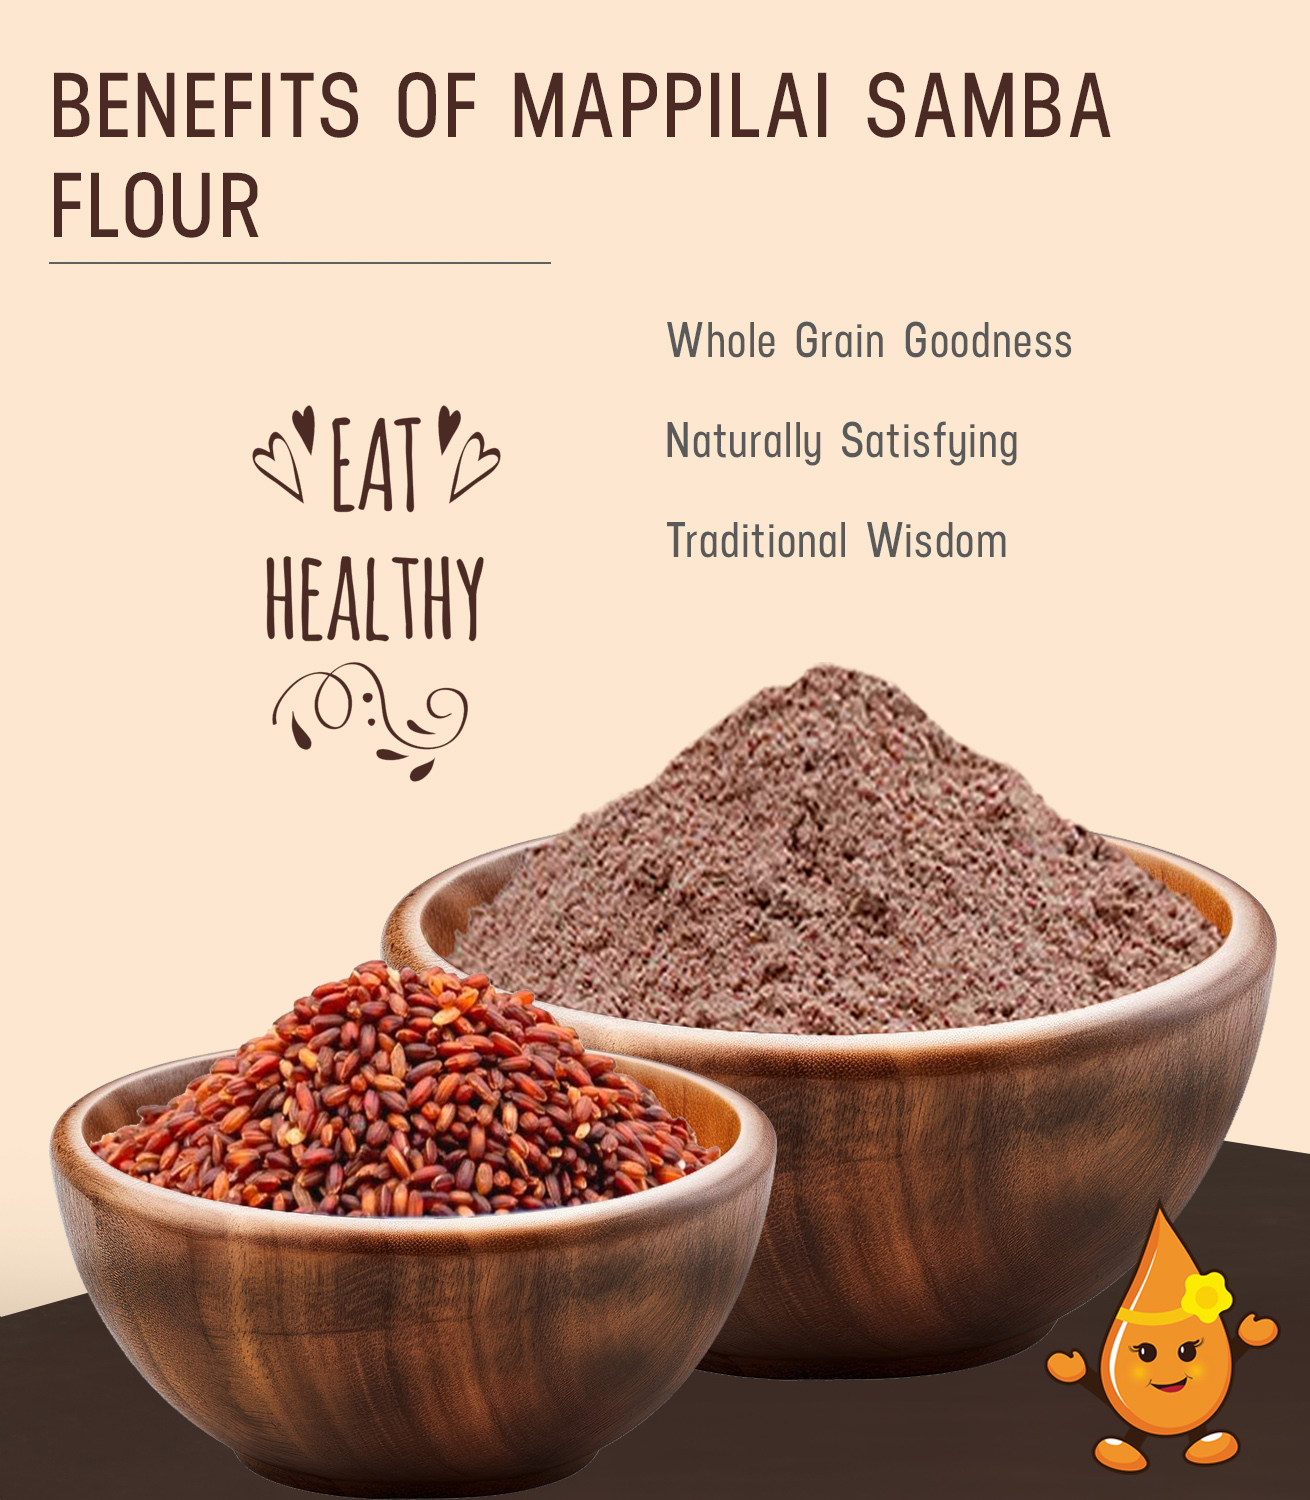 BENEFITS OF MAPPILAI SAMBA
FLOUR
EAT
HEALTHY
Whole Grain Goodness
Naturally Satisfying
Traditional Wisdom